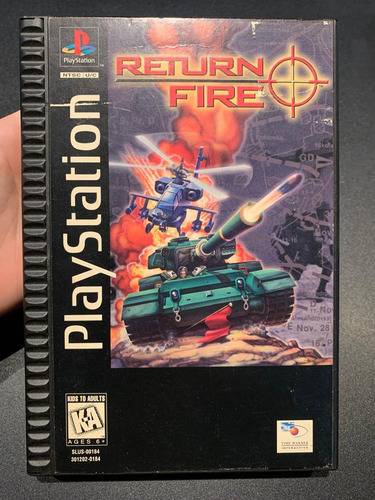 PlayStation
NTSC U/C
RETURN
FIRE
PlayStation
Nov. 28
16
KIDS TO ADULTS
K-A
AGES 6+
SLUS-00184
301202-0184
TIME WARNER
INTERACTIVE